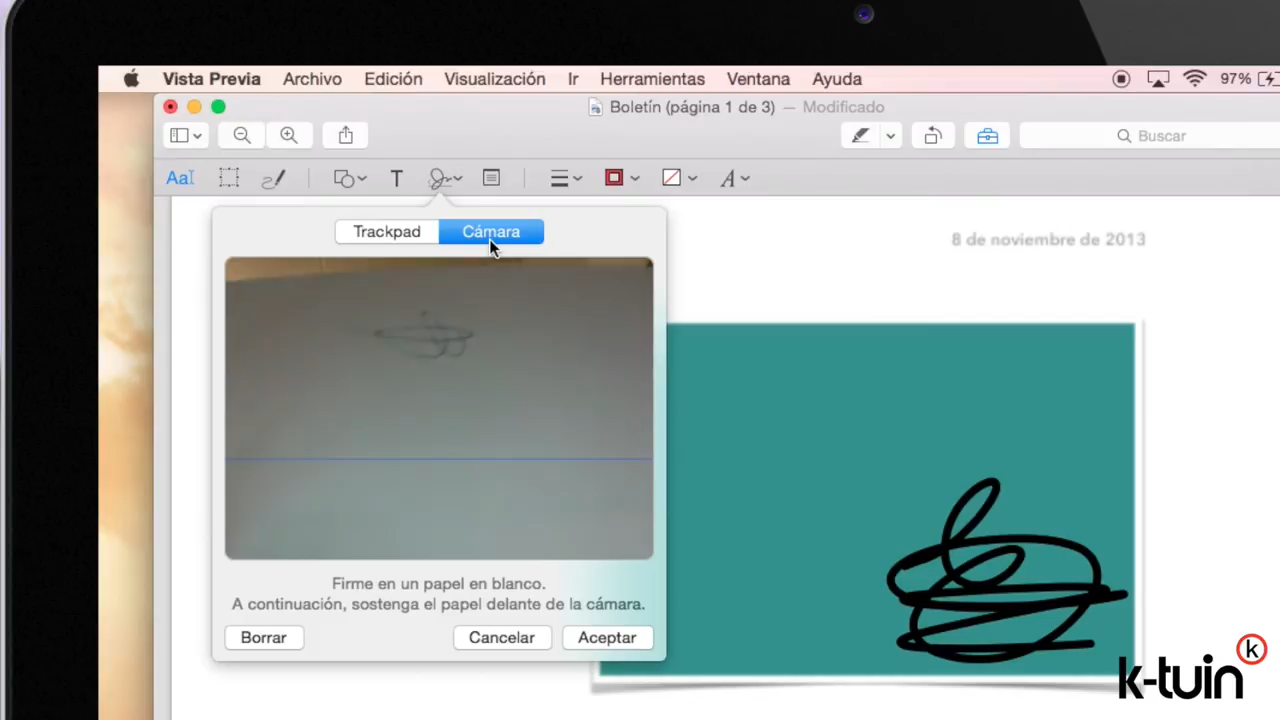 Vista Previa Archivo Edición Visualización Ir Herramientas Ventana Ayuda 97%
Boletín (página 1 de 3) — Modificado
Buscar
AaI T A
Trackpad Cámara
8 de noviembre de 2013
Firme en un papel en blanco.
A continuación, sostenga el papel delante de la cámara.
Borrar Cancelar Aceptar
k-tuin k